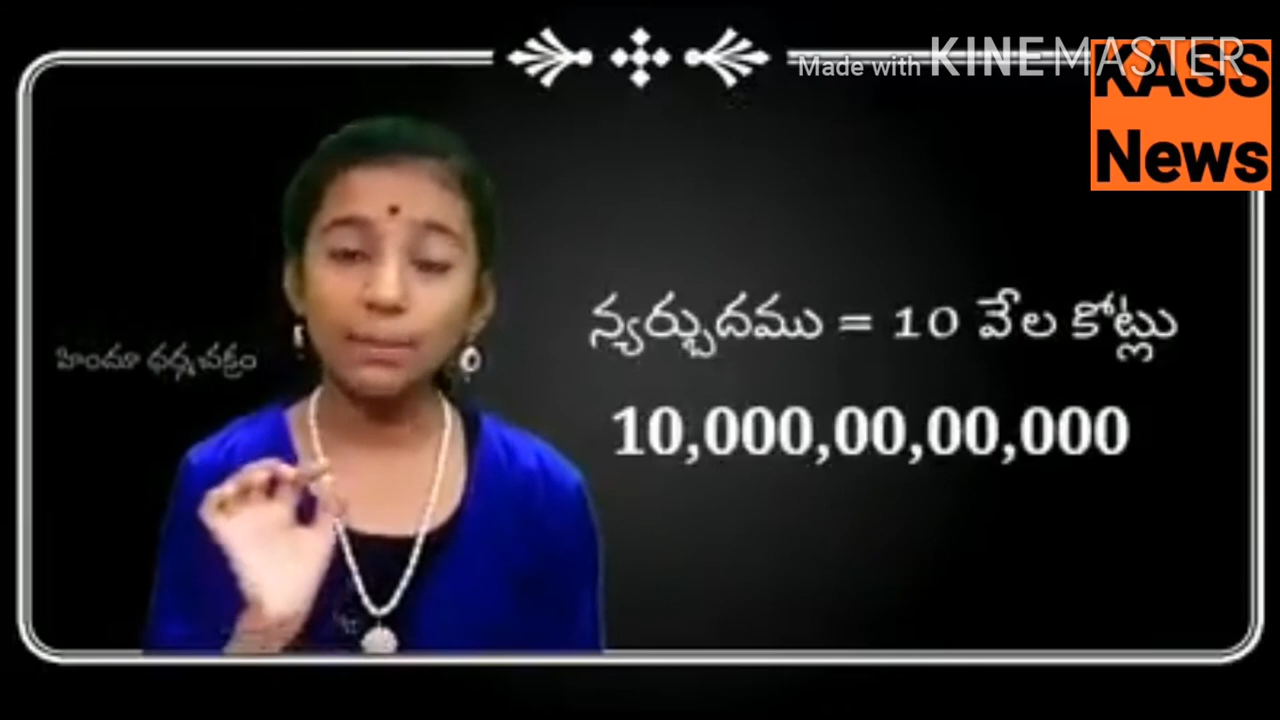 Made with KINEMASTER
KASS
News
న్యర్బుదము = 10 వేల కోట్లు
హిందూ ధర్మచక్రం
10,000,00,00,000